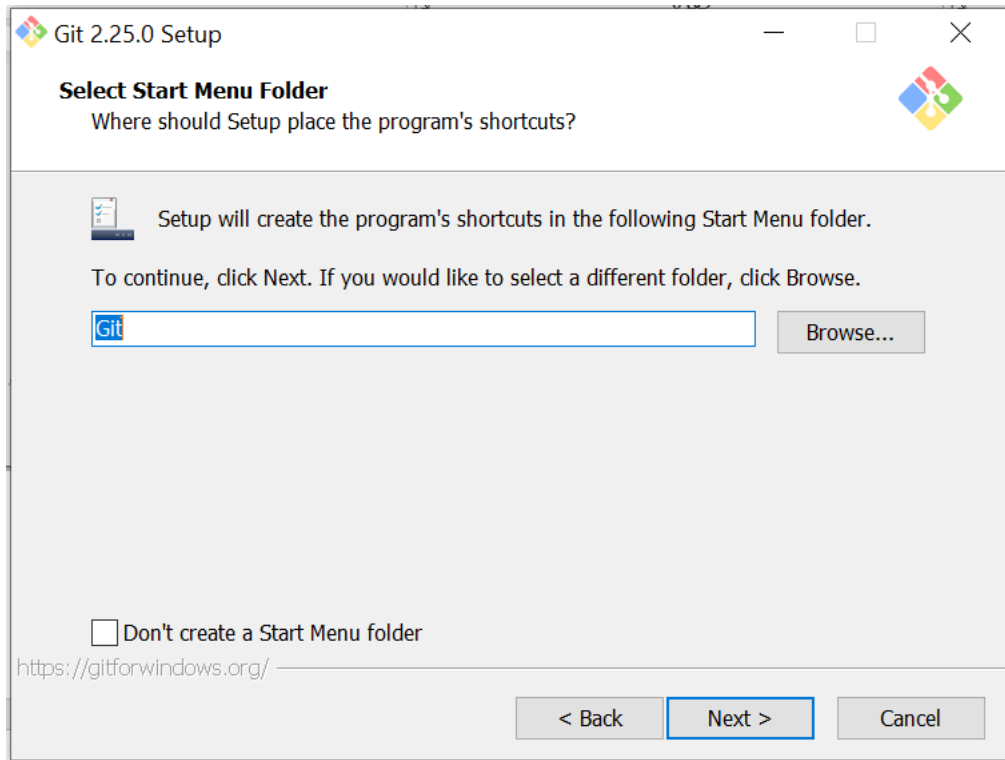 Git 2.25.0 Setup
Select Start Menu Folder
Where should Setup place the program's shortcuts?
Setup will create the program's shortcuts in the following Start Menu folder.
To continue, click Next. If you would like to select a different folder, click Browse.
Git
Browse...
Don't create a Start Menu folder
https://gitforwindows.org/
< Back
Next >
Cancel